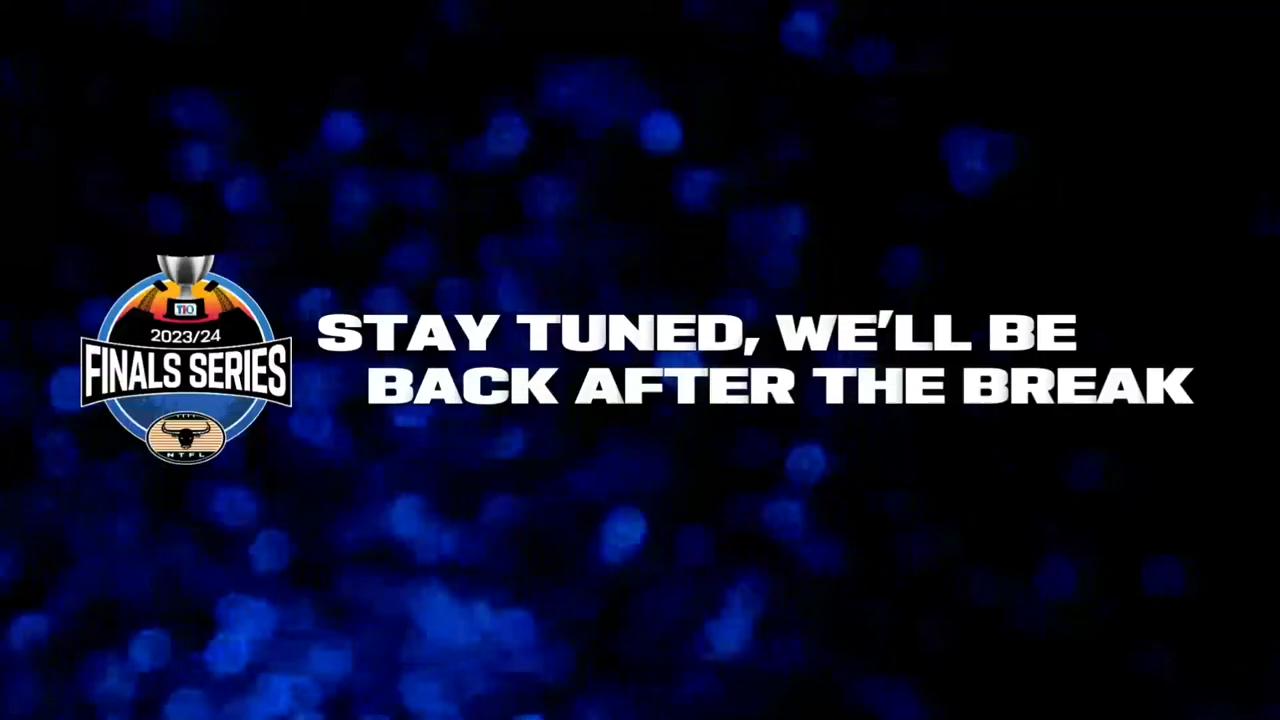 TIO
2023/24
FINALS SERIES
NTFL
STAY TUNED, WE'LL BE
BACK AFTER THE BREAK